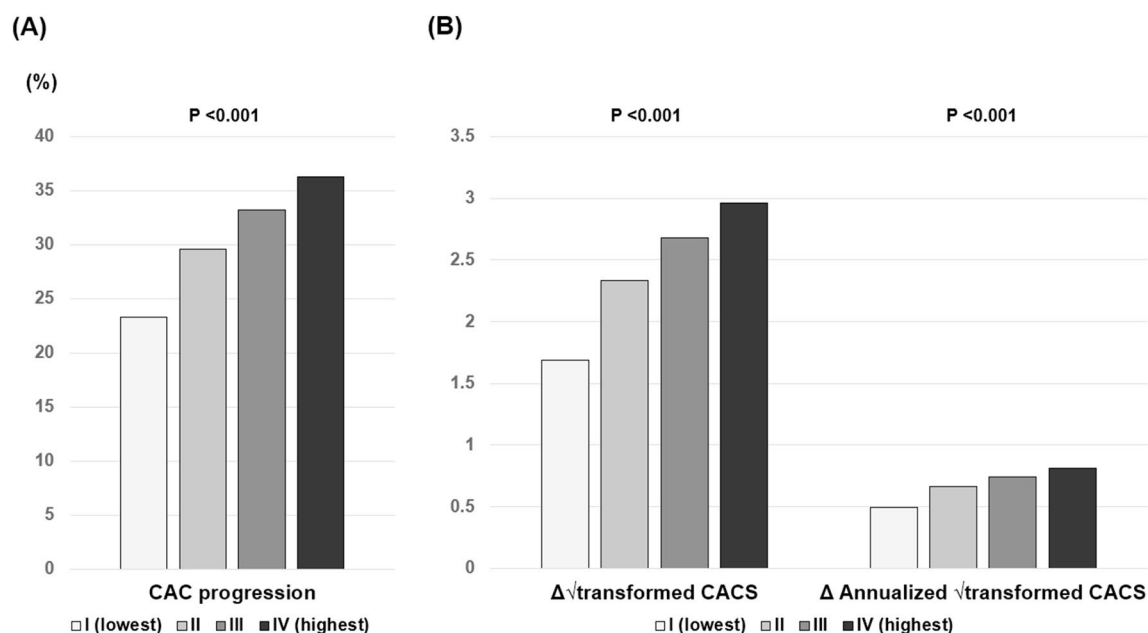 (A)
(%)
P <0.001
40
35
30
25
20
15
10
5
0
CAC progression
I (lowest) II III IV (highest)
(B)
P <0.001 P <0.001
3.5
3
2.5
2
1.5
1
0.5
0
Δ√transformed CACS Δ Annualized √transformed CACS
I (lowest) II III IV (highest)